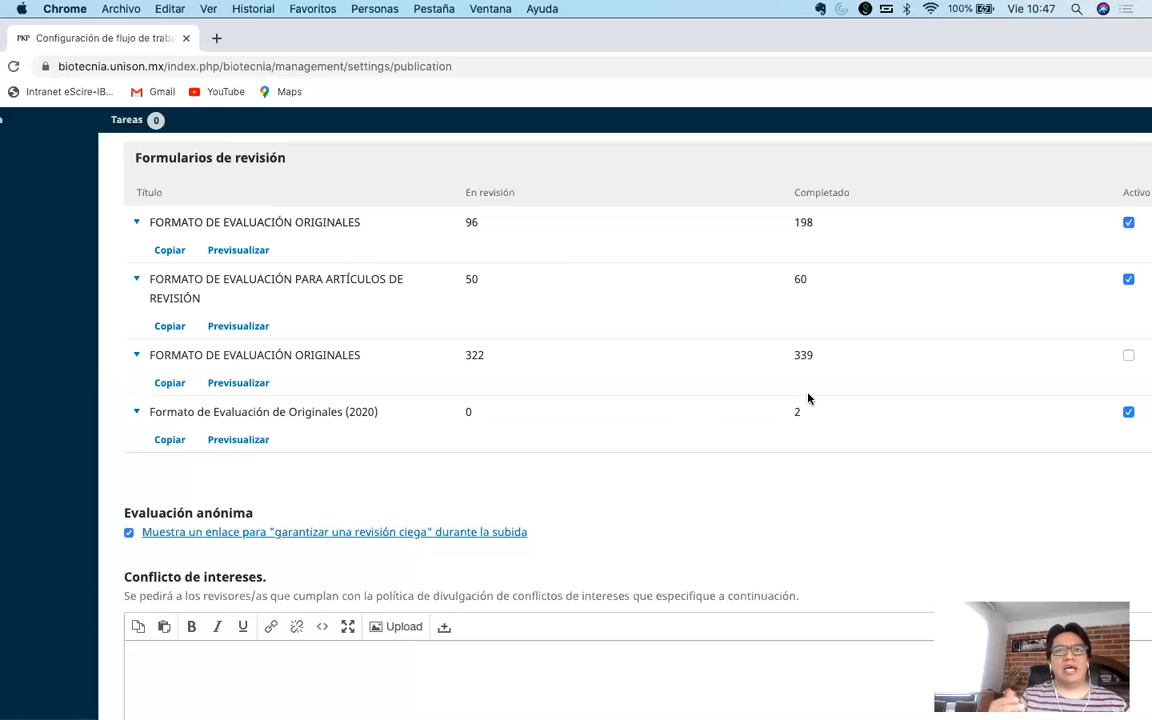 Chrome Archivo Editar Ver Historial Favoritos Personas Pestaña Ventana Ayuda 100% Vie 10:47
PKP Configuración de flujo de traba
biotecnia.unison.mx/index.php/biotecnia/management/settings/publication
Intranet eScire-IB... Gmail YouTube Maps
a Tareas 0
Formularios de revisión
Título En revisión Completado Activo
FORMATO DE EVALUACIÓN ORIGINALES 96 198
Copiar Previsualizar
FORMATO DE EVALUACIÓN PARA ARTÍCULOS DE 50 60
REVISIÓN
Copiar Previsualizar
FORMATO DE EVALUACIÓN ORIGINALES 322 339
Copiar Previsualizar
Formato de Evaluación de Originales (2020) 0 2
Copiar Previsualizar
Evaluación anónima
Muestra un enlace para "garantizar una revisión ciega" durante la subida
Conflicto de intereses.
Se pedirá a los revisores/as que cumplan con la política de divulgación de conflictos de intereses que especifique a continuación.
B I U Upload